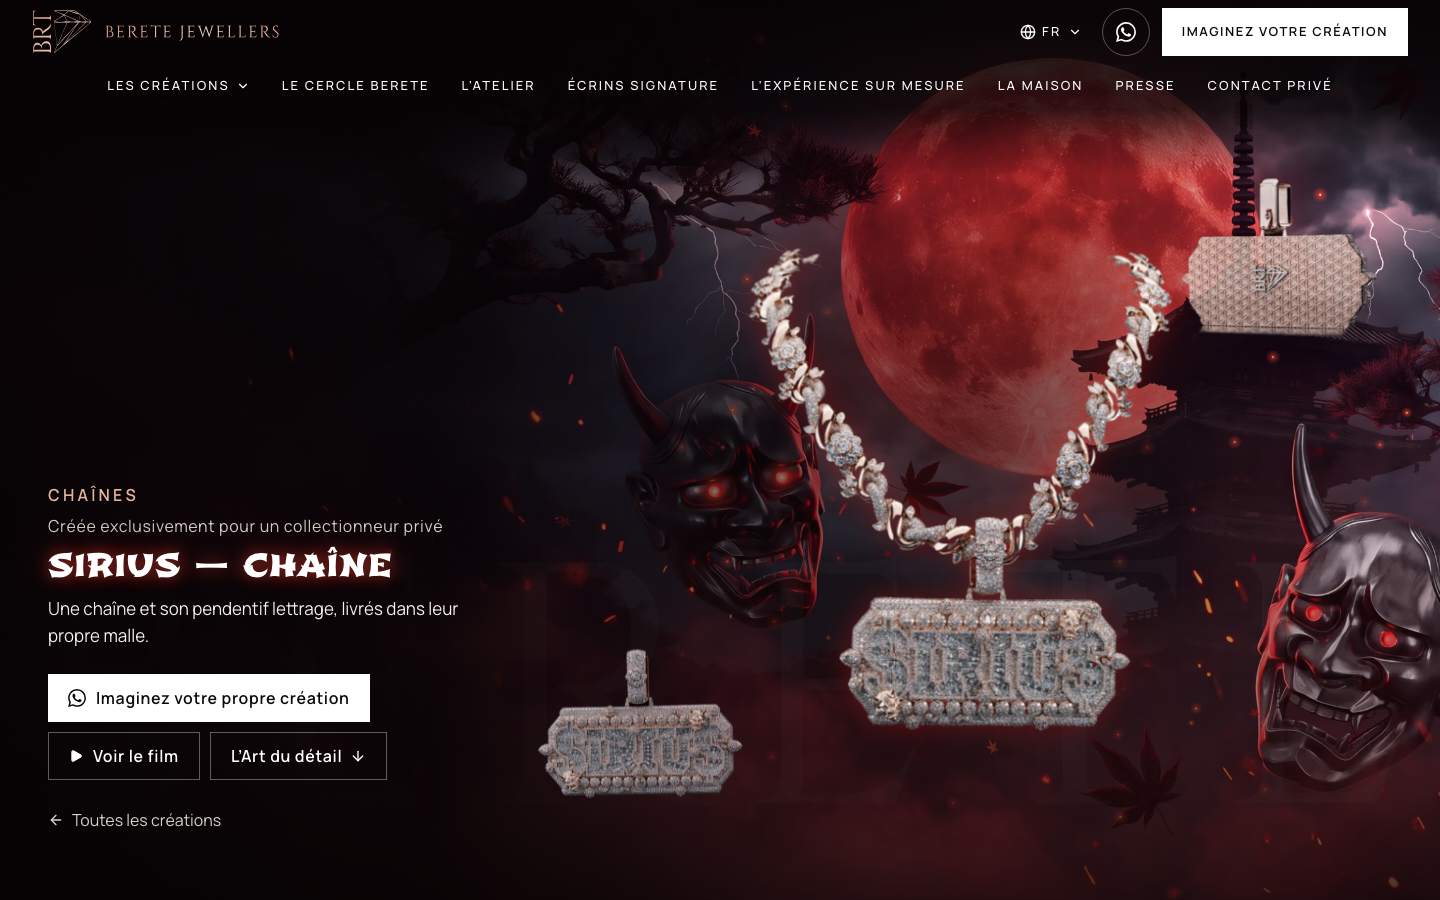 BRT
BERETE JEWELLERS
FR
IMAGINEZ VOTRE CRÉATION
LES CRÉATIONS
LE CERCLE BERETE
L'ATELIER
ÉCRINS SIGNATURE
L'EXPÉRIENCE SUR MESURE
LA MAISON
PRESSE
CONTACT PRIVÉ
BRT
CHAÎNES
Créée exclusivement pour un collectionneur privé
SIRIUS — CHAÎNE
Une chaîne et son pendentif lettrage, livrés dans leur
propre malle.
SIRIUS
SIRIUS
Imaginez votre propre création
Voir le film
L'Art du détail
Toutes les créations